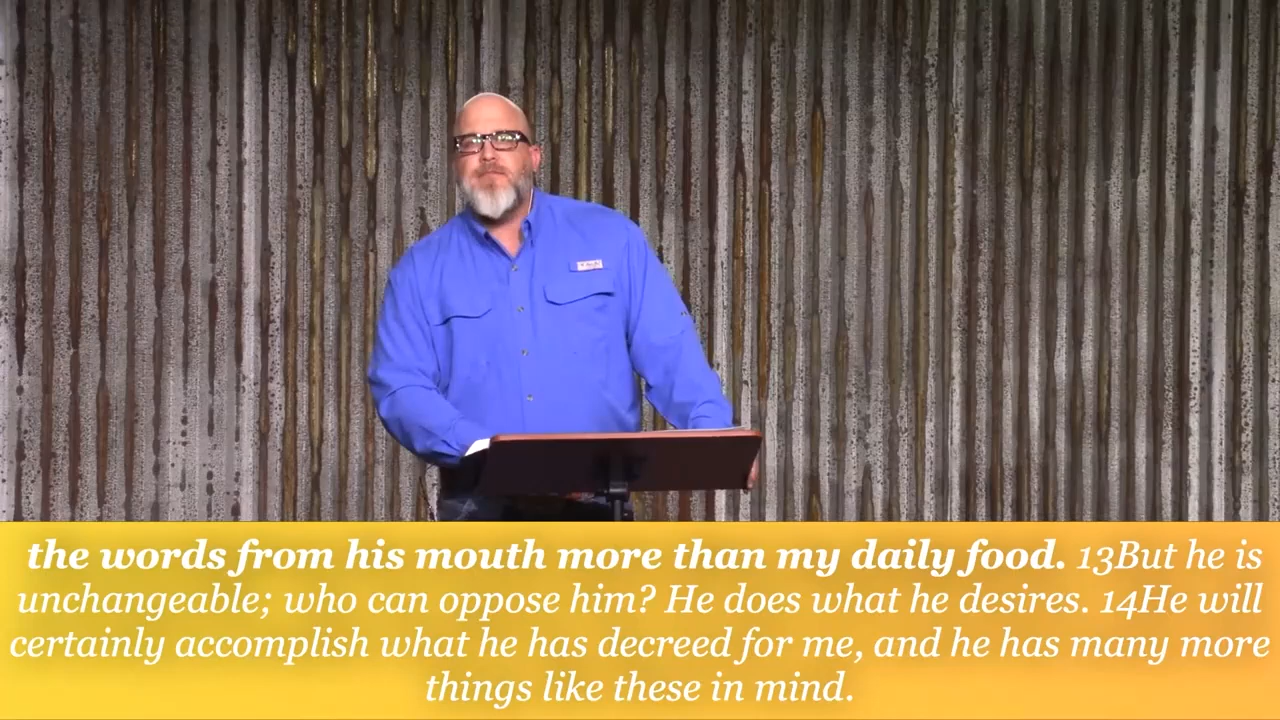 the words from his mouth more than my daily food. 13But he is
unchangeable; who can oppose him? He does what he desires. 14He will
certainly accomplish what he has decreed for me, and he has many more
things like these in mind.